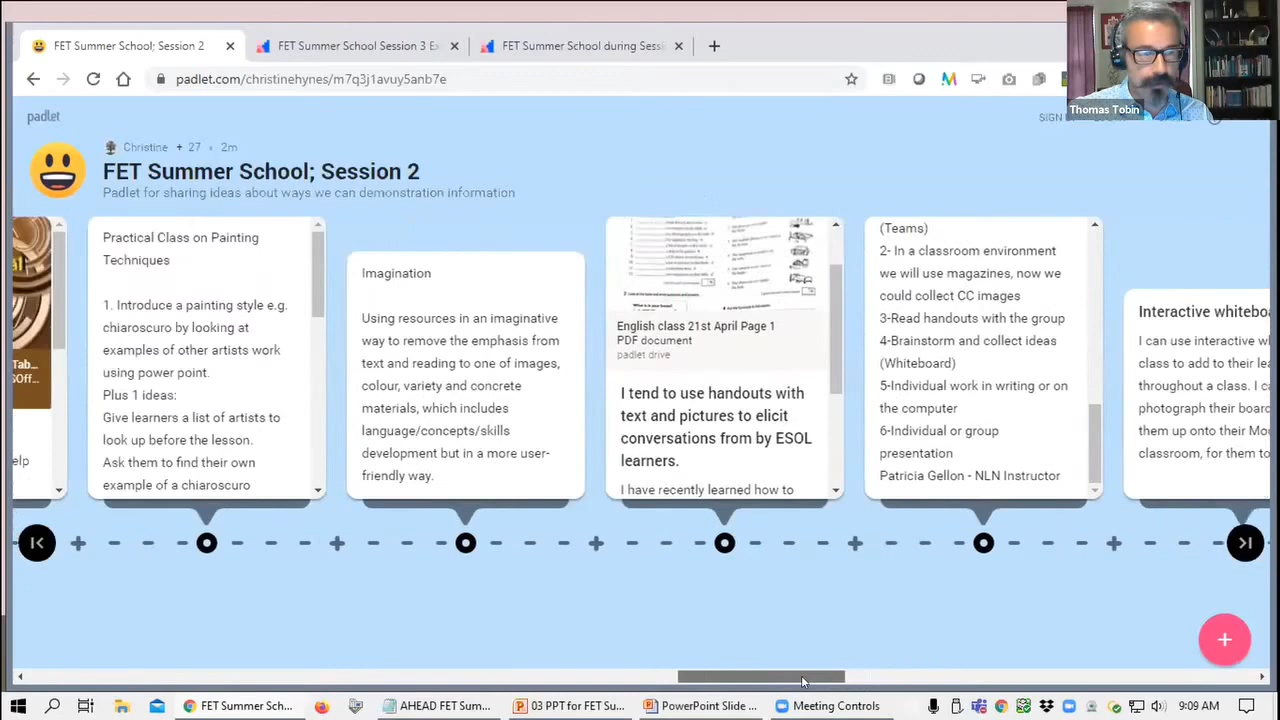 FET Summer School; Session 2
FET Summer School Session 3 Ex
FET Summer School during Sessi
padlet.com/christinehynes/m7q3j1avuy5anb7e
Thomas Tobin
padlet
SIGN
Christine + 27 2m
FET Summer School; Session 2
Padlet for sharing ideas about ways we can demonstration information
Tab...
SOff...
elp
Practical Class on Painting
Techniques
1. Introduce a painting style e.g.
chiaroscuro by looking at
examples of other artists work
using power point.
Plus 1 ideas:
Give learners a list of artists to
look up before the lesson.
Ask them to find their own
example of a chiaroscuro
Imagination
Using resources in an imaginative
way to remove the emphasis from
text and reading to one of images,
colour, variety and concrete
materials, which includes
language/concepts/skills
development but in a more user-
friendly way.
English class 21st April Page 1
PDF document
padlet drive
I tend to use handouts with
text and pictures to elicit
conversations from by ESOL
learners.
I have recently learned how to
(Teams)
2- In a classroom environment
we will use magazines, now we
could collect CC images
3-Read handouts with the group
4-Brainstorm and collect ideas
(Whiteboard)
5-Individual work in writing or on
the computer
6-Individual or group
presentation
Patricia Gellon - NLN Instructor
Interactive whiteboa
I can use interactive w
class to add to their lea
throughout a class. I ca
photograph their board
them up onto their Mo
classroom, for them to
FET Summer Sch...
AHEAD FET Sum...
03 PPT for FET Su...
PowerPoint Slide ...
Meeting Controls
9:09 AM